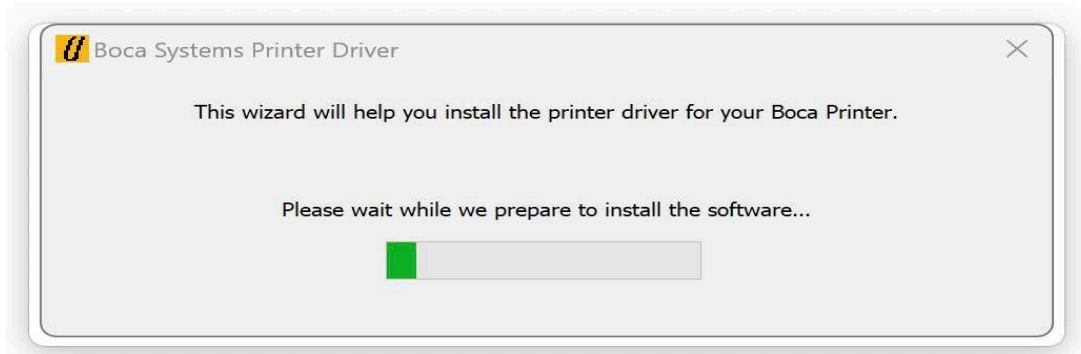 Boca Systems Printer Driver
This wizard will help you install the printer driver for your Boca Printer.
Please wait while we prepare to install the software...